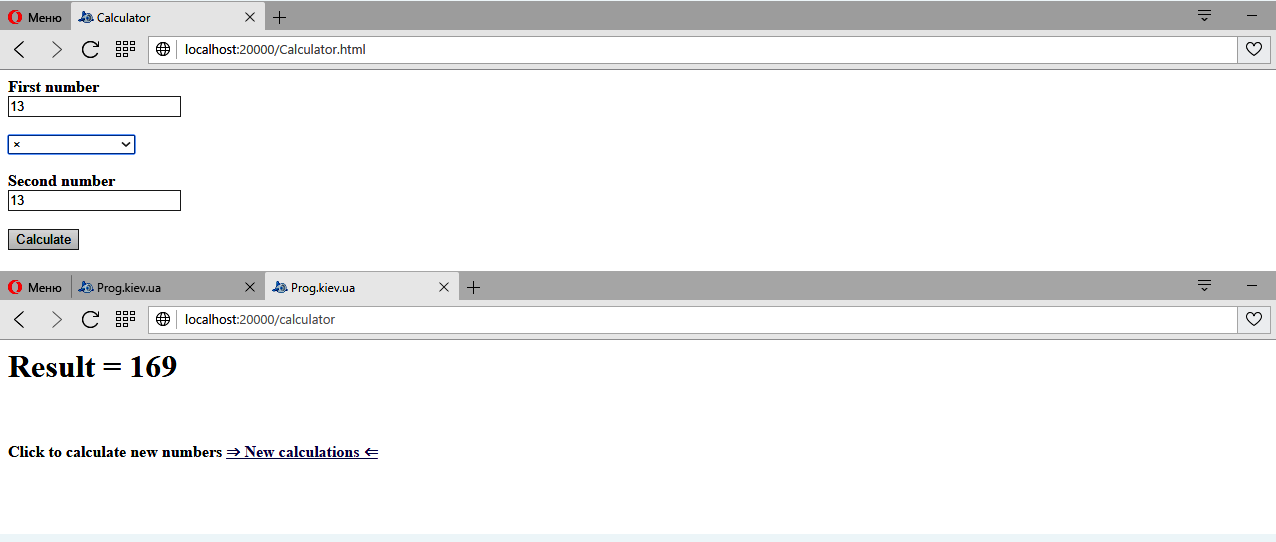 Меню Calculator
localhost:20000/Calculator.html
First number
13
×
Second number
13
Calculate
Меню Prog.kiev.ua Prog.kiev.ua
localhost:20000/calculator
Result = 169
Click to calculate new numbers ⇒ New calculations ⇐